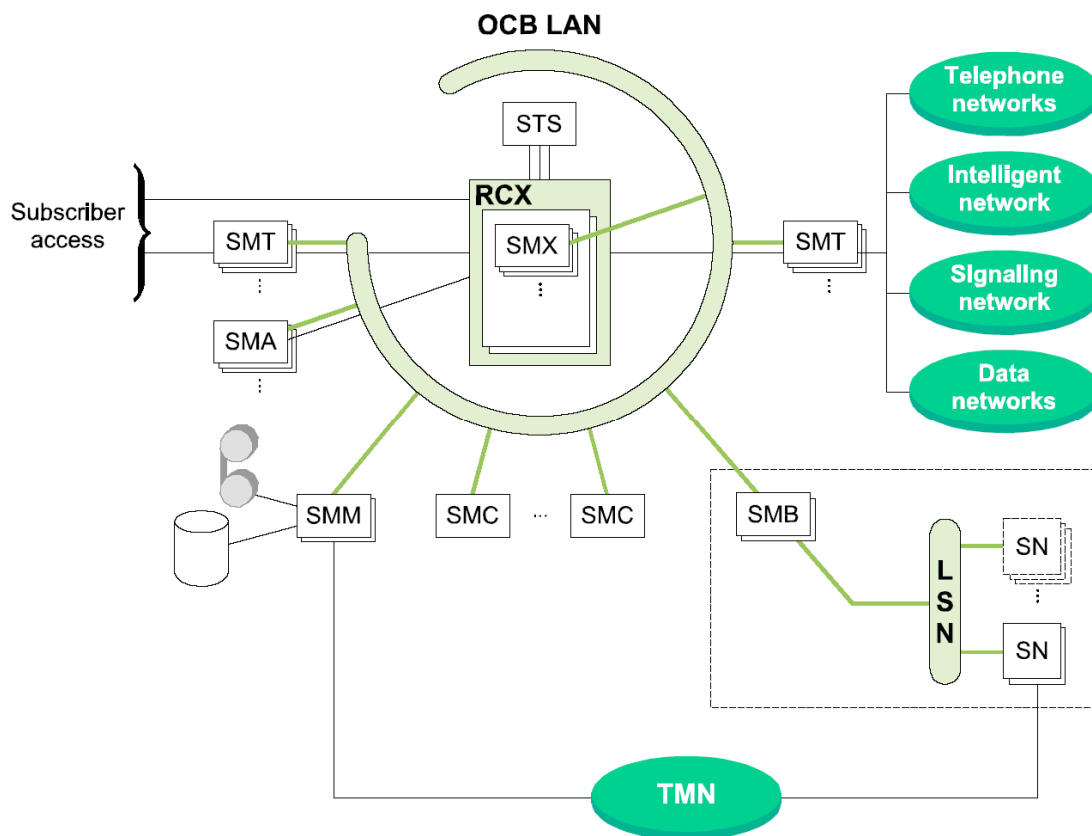 OCB LAN
Telephone
networks
STS
Intelligent
network
RCX
Subscriber
access
SMT
SMX
SMT
...
...
...
Signaling
network
SMA
...
Data
networks
SMM
SMC
...
SMC
SMB
SN
...
L
S
N
SN
TMN